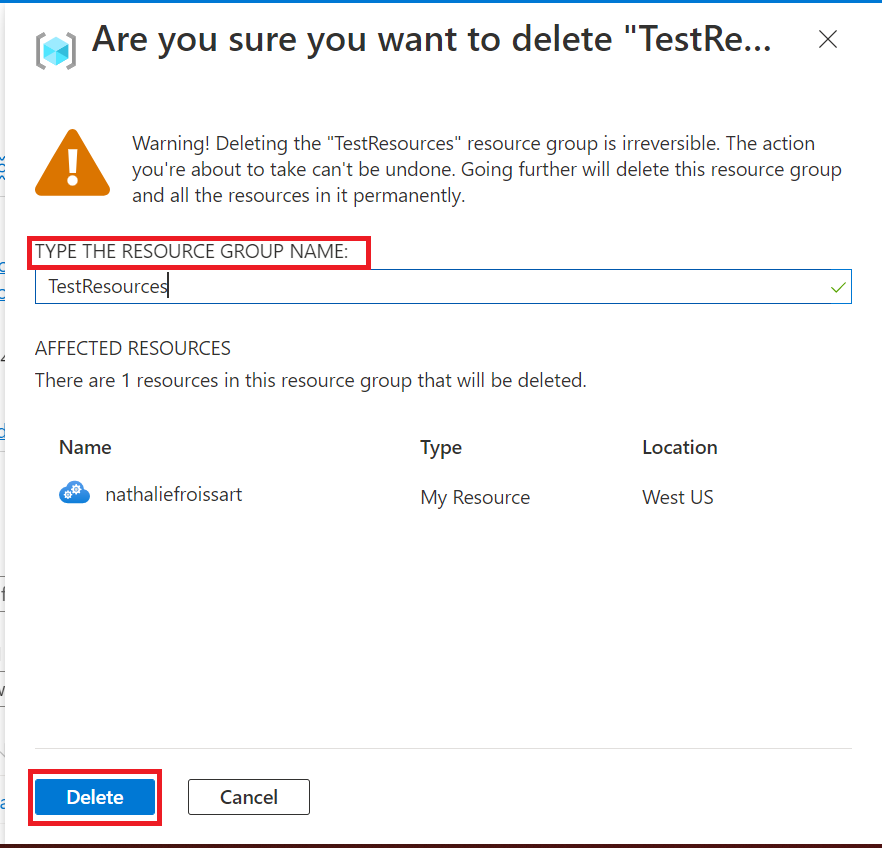 Are you sure you want to delete "TestRe...
Warning! Deleting the "TestResources" resource group is irreversible. The action
you're about to take can't be undone. Going further will delete this resource group
and all the resources in it permanently.
TYPE THE RESOURCE GROUP NAME:
TestResources
AFFECTED RESOURCES
There are 1 resources in this resource group that will be deleted.
Name Type Location
nathaliefroissart My Resource West US
Delete Cancel